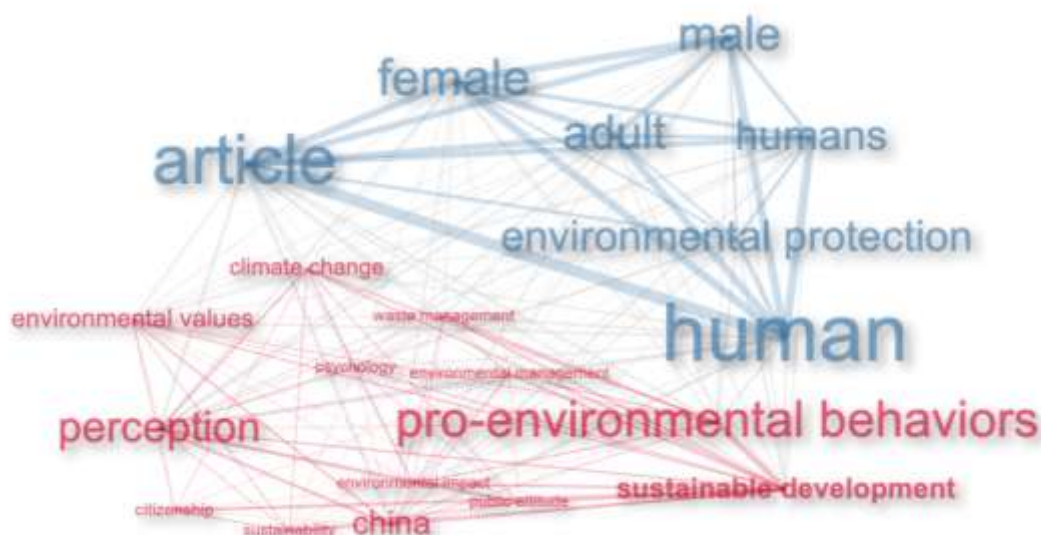 male
female
adult
humans
article
environmental protection
climate change
environmental values
waste management
human
psychology
environmental management
perception
pro-environmental behaviors
environmental impact
sustainable development
public attitude
citizenship
china
sustainability